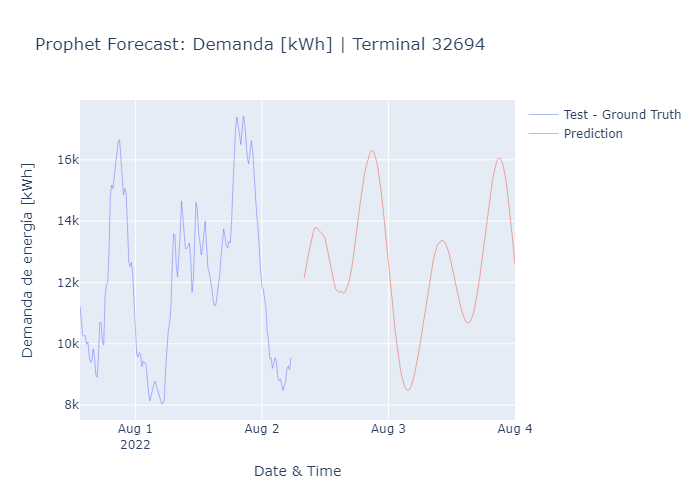 Prophet Forecast: Demanda [kWh] | Terminal 32694
Test - Ground Truth
Prediction
Demanda de energía [kWh]
16k
14k
12k
10k
8k
Aug 1
2022
Aug 2
Aug 3
Aug 4
Date & Time